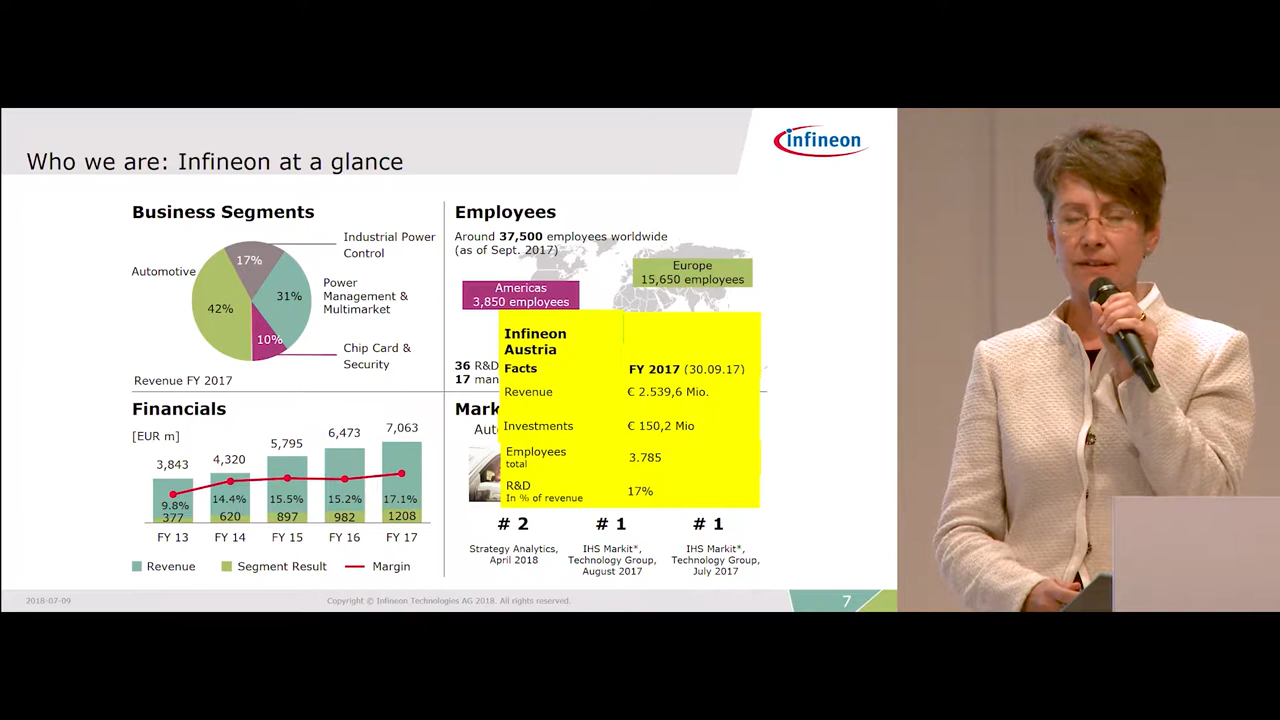 Who we are: Infineon at a glance
infineon
Business Segments
Automotive
17%
31%
42%
10%
Industrial Power
Control
Power
Management &
Multimarket
Chip Card &
Security
Revenue FY 2017
Employees
Around 37,500 employees worldwide
(as of Sept. 2017)
Europe
15,650 employees
Americas
3,850 employees
36 R&D
17 man
Infineon
Austria
Facts FY 2017 (30.09.17)
Revenue € 2.539,6 Mio.
Investments € 150,2 Mio
Employees
total
3.785
R&D
In % of revenue
17%
Financials
[EUR m]
3,843 4,320 5,795 6,473 7,063
9.8% 14.4% 15.5% 15.2% 17.1%
377 620 897 982 1208
FY 13 FY 14 FY 15 FY 16 FY 17
Revenue Segment Result Margin
Mark
Aut
# 2 # 1 # 1
Strategy Analytics,
April 2018
IHS Markit*,
Technology Group,
August 2017
IHS Markit*,
Technology Group,
July 2017
2018-07-09
Copyright © Infineon Technologies AG 2018. All rights reserved.
7